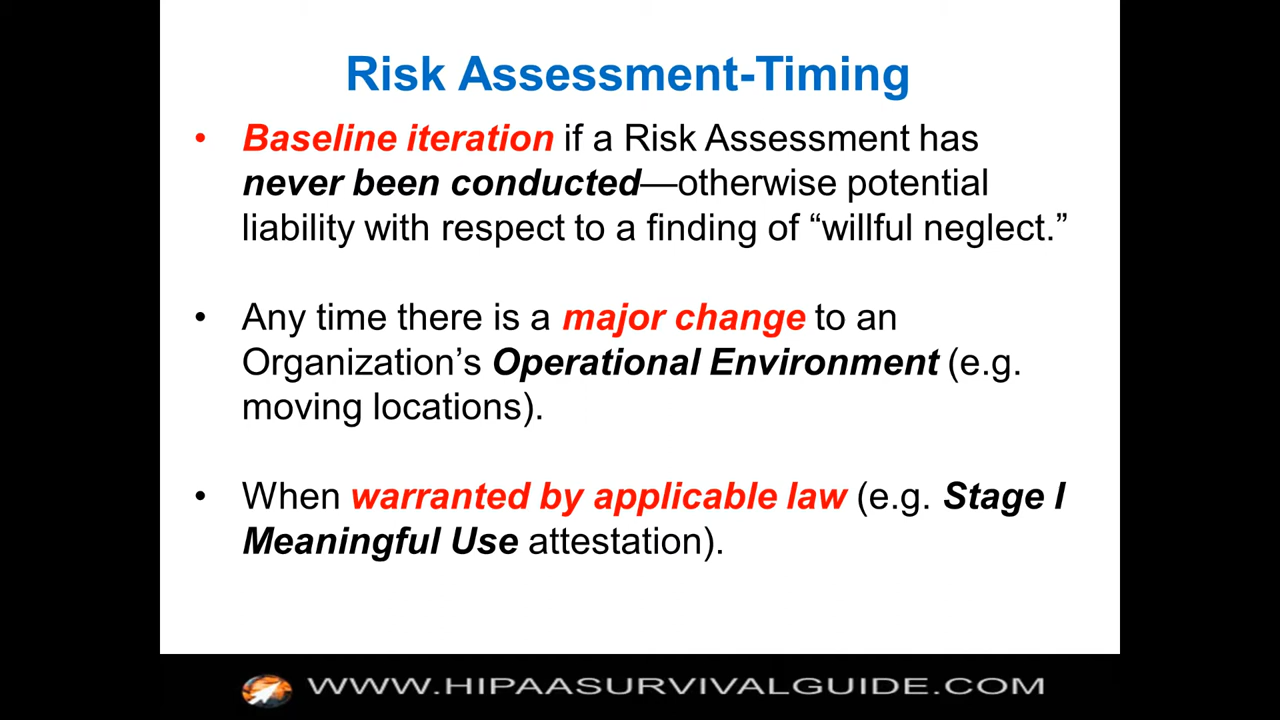 Risk Assessment-Timing
• Baseline iteration if a Risk Assessment has
never been conducted—otherwise potential
liability with respect to a finding of “willful neglect.”
• Any time there is a major change to an
Organization’s Operational Environment (e.g.
moving locations).
• When warranted by applicable law (e.g. Stage I
Meaningful Use attestation).
WWW.HIPAASURVIVALGUIDE.COM